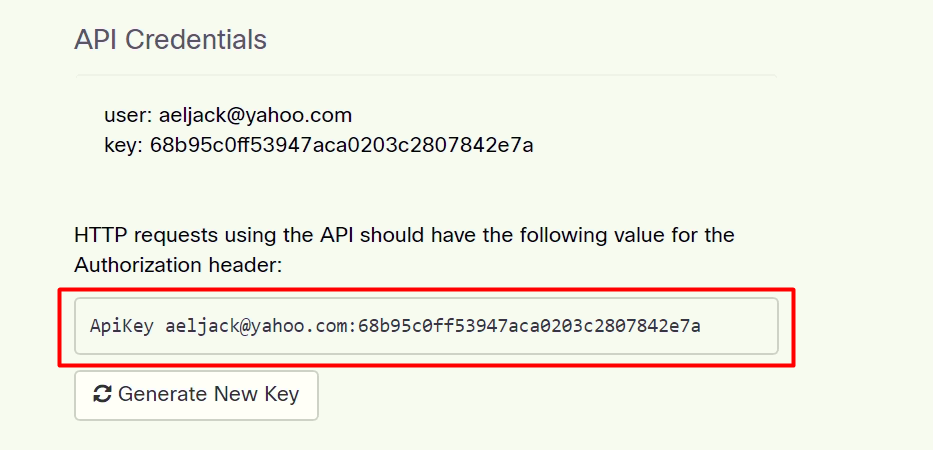 API Credentials
user: aeljack@yahoo.com
key: 68b95c0ff53947aca0203c2807842e7a
HTTP requests using the API should have the following value for the
Authorization header:
ApiKey aeljack@yahoo.com:68b95c0ff53947aca0203c2807842e7a
Generate New Key